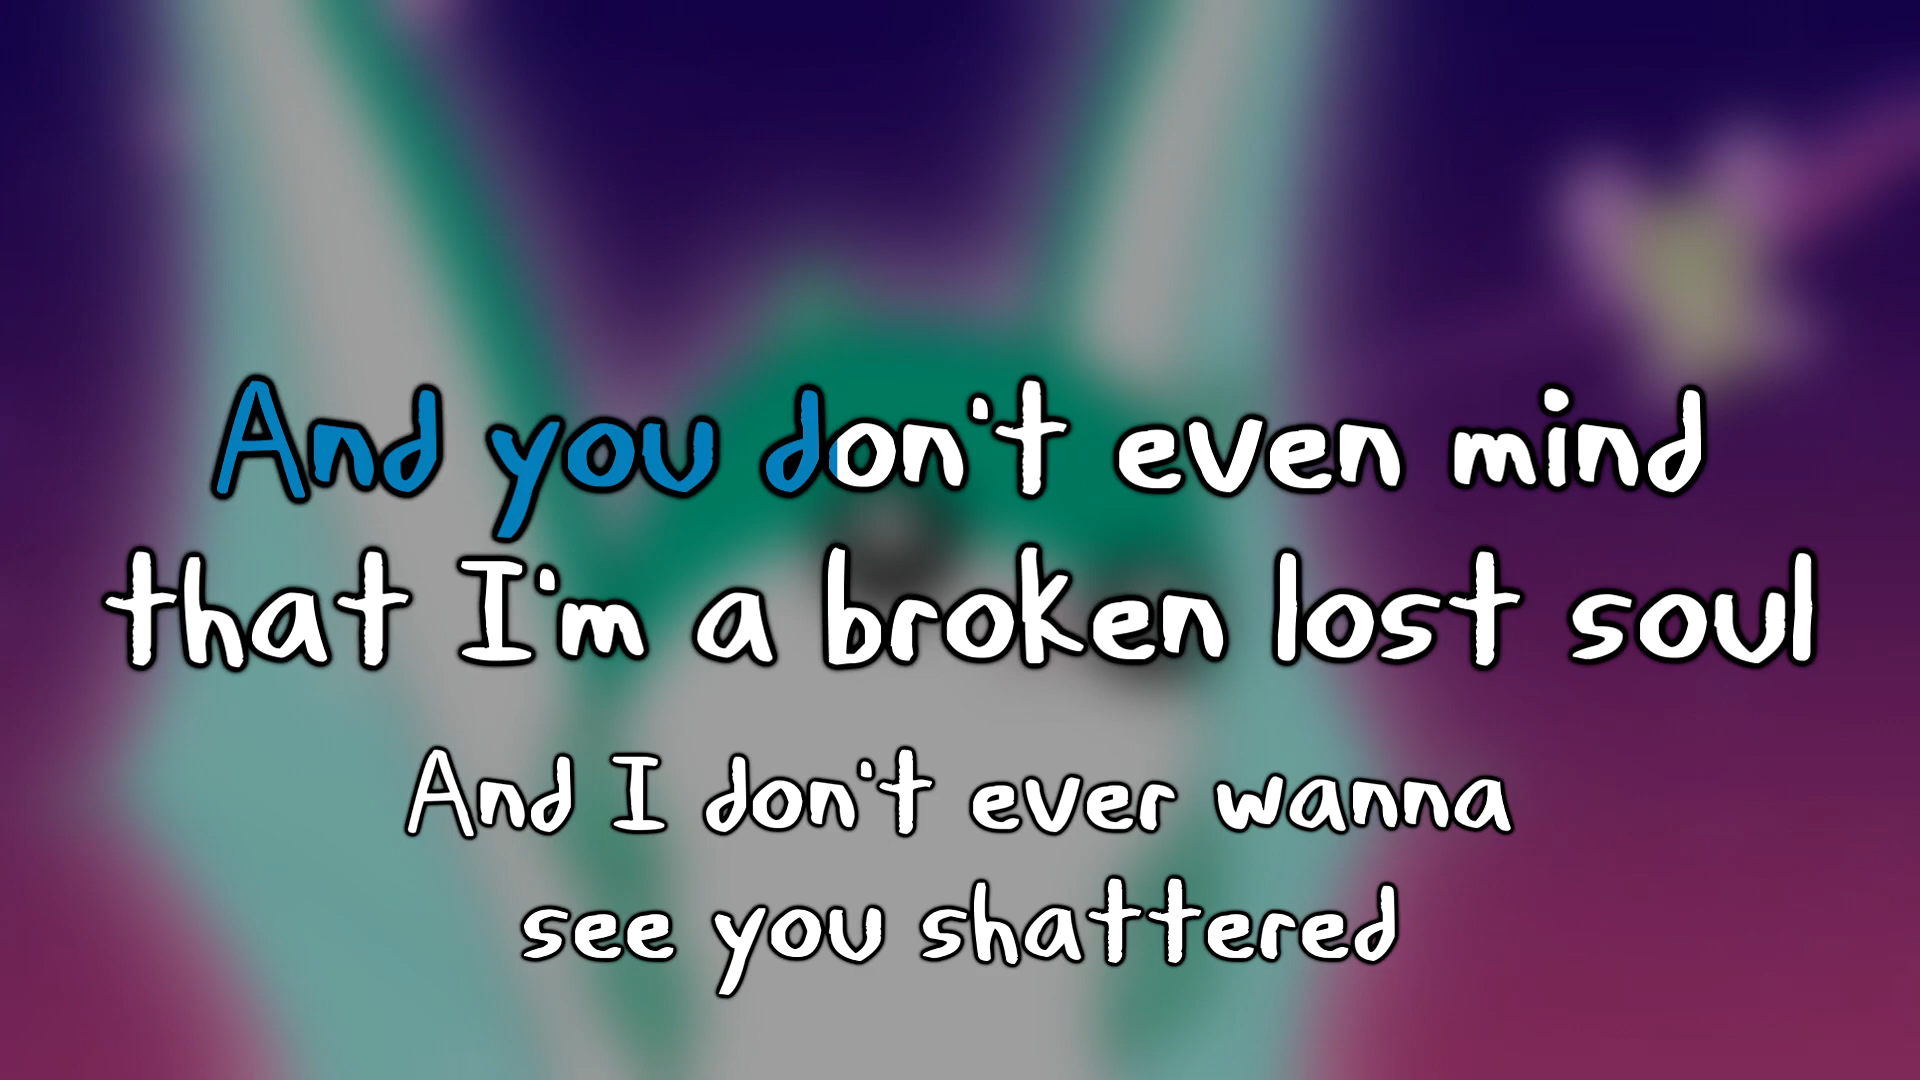 And you don't even mind
that I'm a broken lost soul
And I don't ever wanna
see you shattered